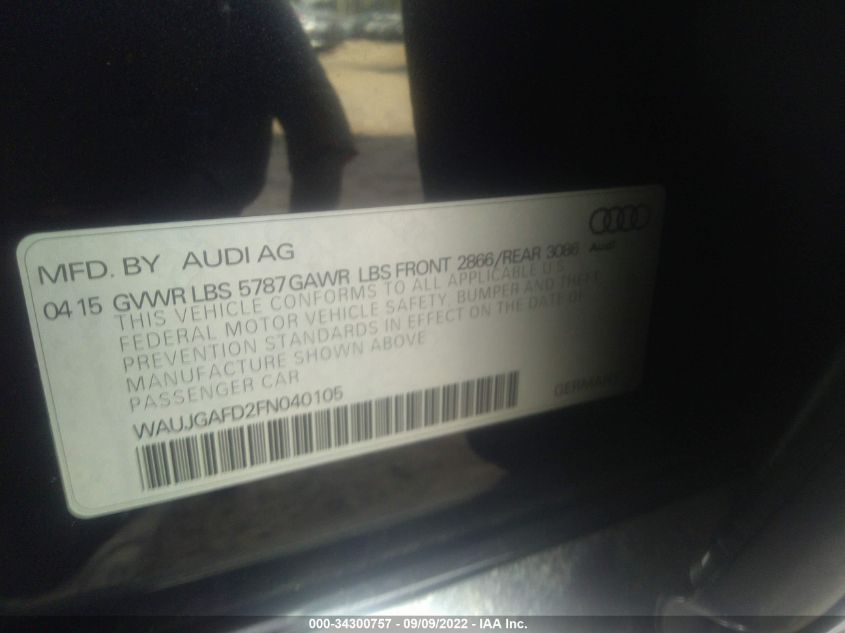 MFD. BY AUDI AG
04 15 GVWR LBS 5787 GAWR LBS FRONT 2866/REAR 3086
Audi
THIS VEHICLE CONFORMS TO ALL APPLICABLE U.S.
FEDERAL MOTOR VEHICLE SAFETY, BUMPER AND THEFT
PREVENTION STANDARDS IN EFFECT ON THE DATE OF
MANUFACTURE SHOWN ABOVE
PASSENGER CAR
WAUJGAFD2FN040105
GERMANY
000-34300757 - 09/09/2022 - IAA Inc.